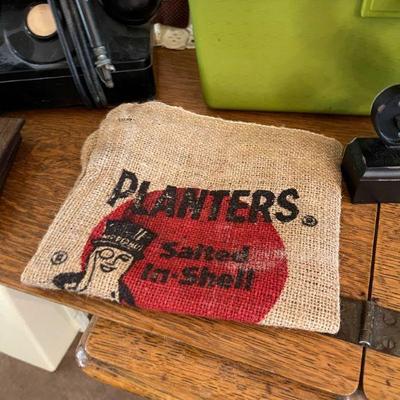 PLANTERS®
Salted
In-Shell
®